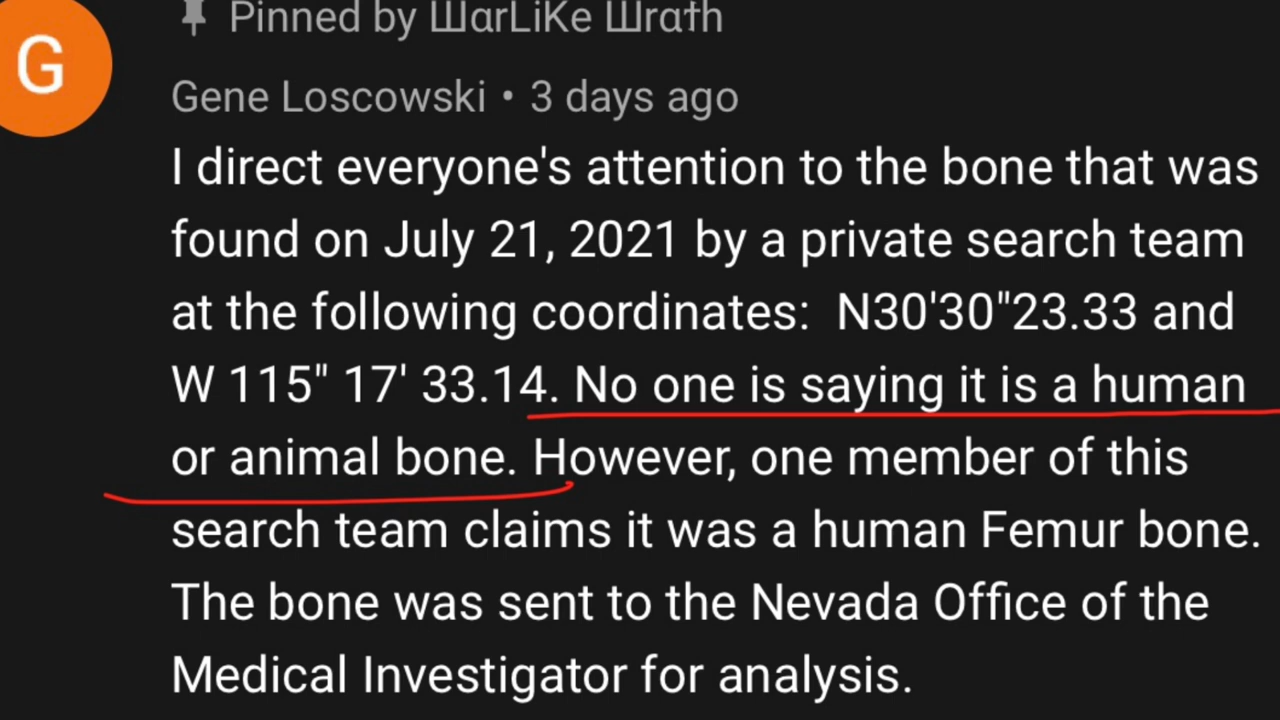 Pinned by ШarLiKe Шraϯh
G
Gene Loscowski • 3 days ago
I direct everyone's attention to the bone that was
found on July 21, 2021 by a private search team
at the following coordinates:  N30'30"23.33 and
W 115" 17' 33.14. No one is saying it is a human
or animal bone. However, one member of this
search team claims it was a human Femur bone.
The bone was sent to the Nevada Office of the
Medical Investigator for analysis.